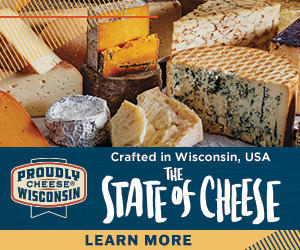 Crafted in Wisconsin, USA
THE
STATE OF CHEESE
PROUDLY
CHEESE®
WISCONSIN
LEARN MORE